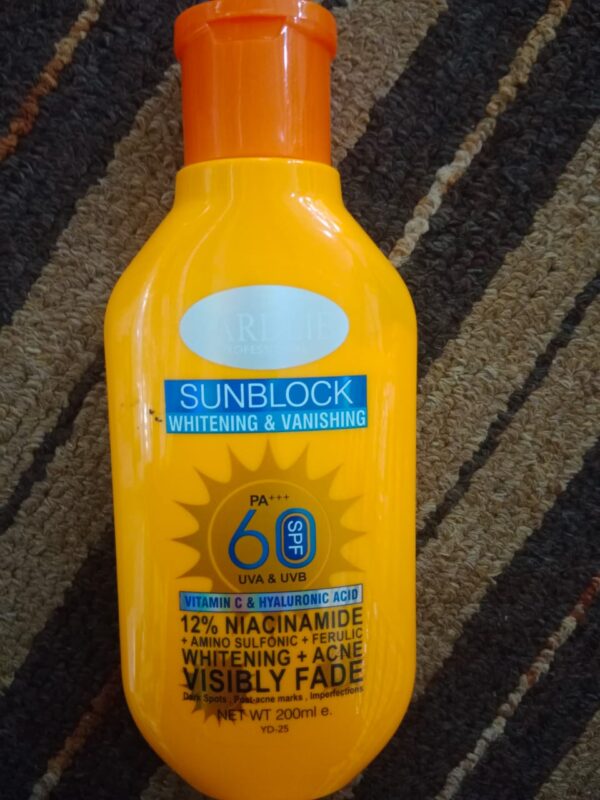 SUNBLOCK
WHITENING & VANISHING
PA+++
60
SPF
UVA & UVB
VITAMIN C & HYALURONIC ACID
12% NIACINAMIDE
+ AMINO SULFONIC + FERULIC
WHITENING + ACNE
VISIBLY FADE
Dark Spots , Post-acne marks , Imperfections
NET WT 200ml e.
YD-25